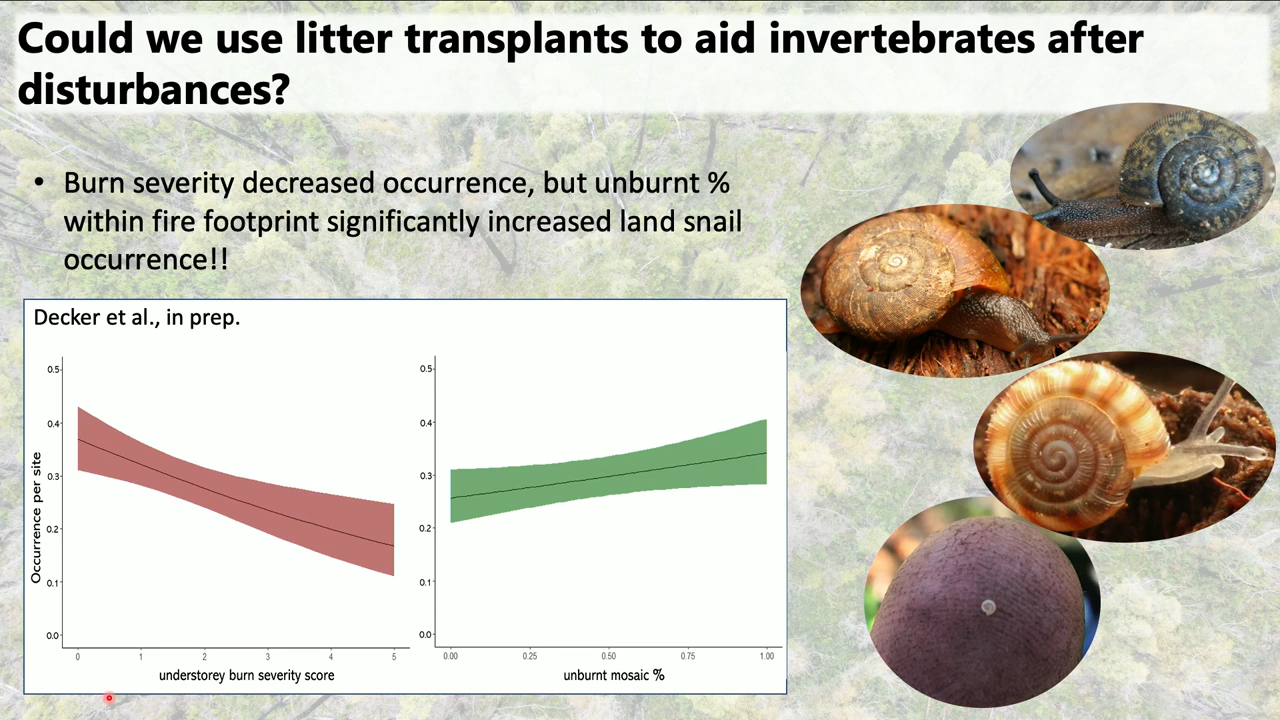 Could we use litter transplants to aid invertebrates after
disturbances?
• Burn severity decreased occurrence, but unburnt %
within fire footprint significantly increased land snail
occurrence!!
Decker et al., in prep.
Occurrence per site
0.5
0.4
0.3
0.2
0.1
0.0
0 1 2 3 4 5
understorey burn severity score
0.5
0.4
0.3
0.2
0.1
0.0
0.00 0.25 0.50 0.75 1.00
unburnt mosaic %